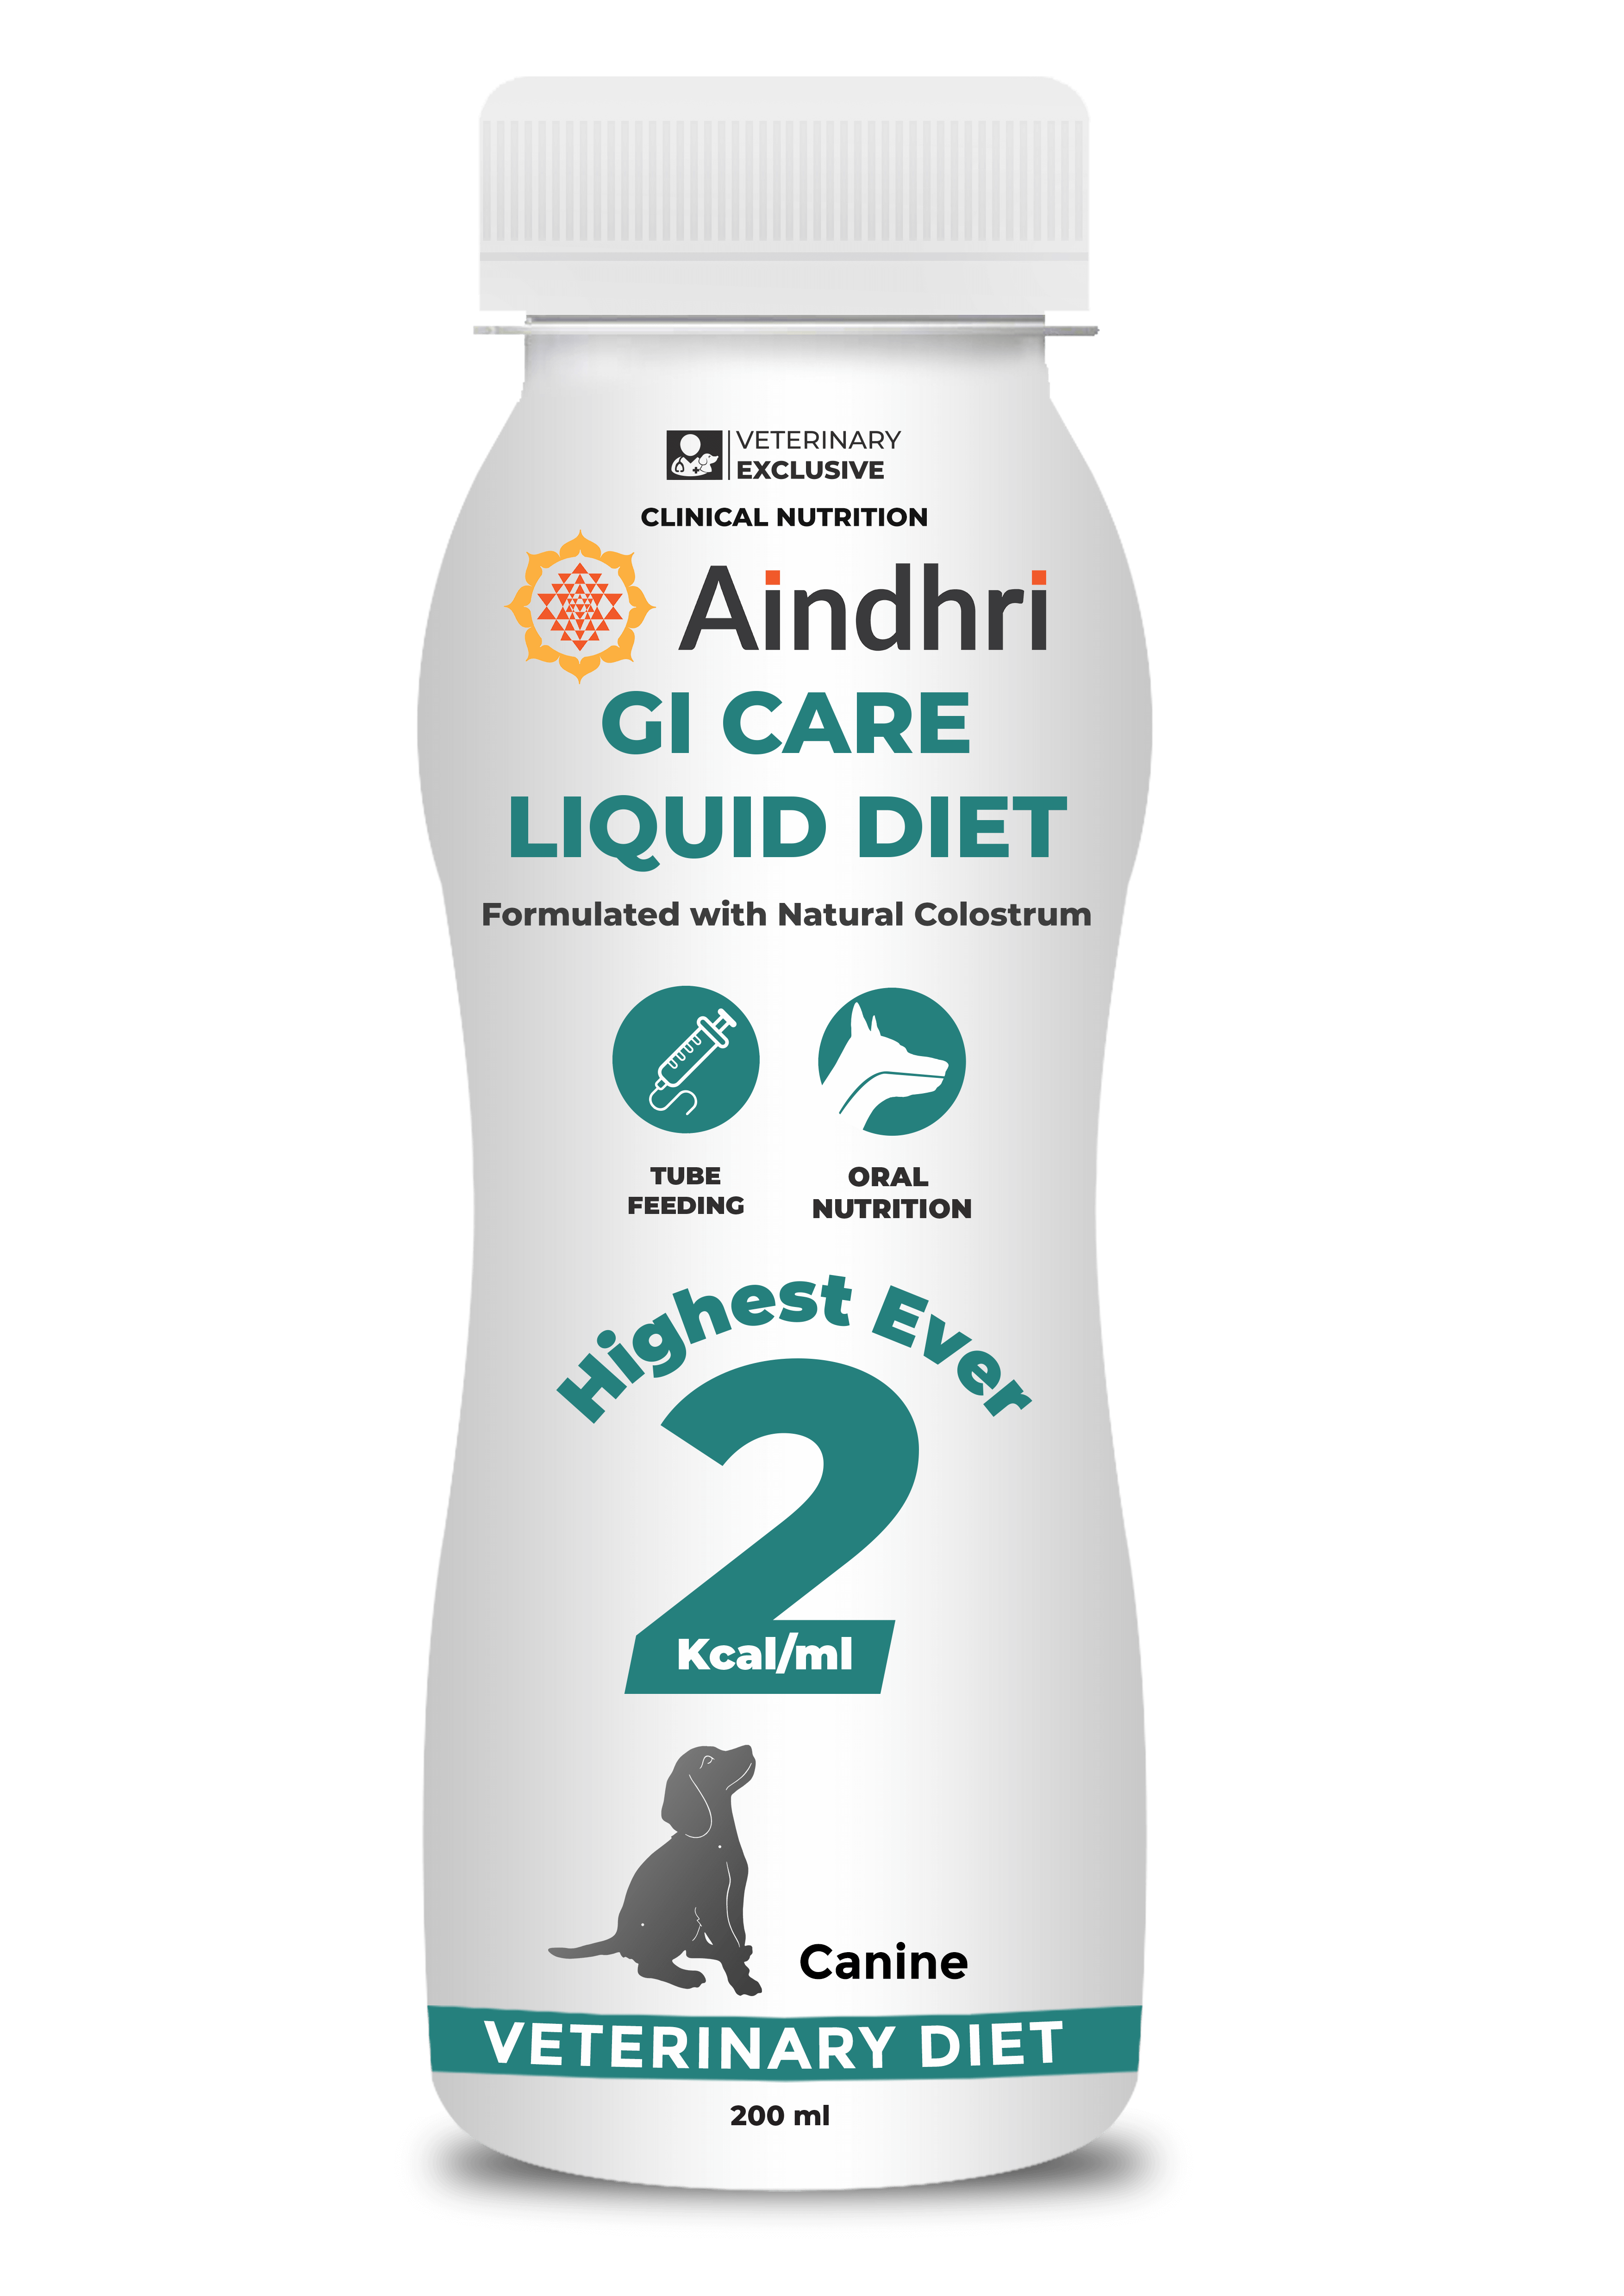 VETERINARY
EXCLUSIVE
CLINICAL NUTRITION
Aindhri
GI CARE
LIQUID DIET
Formulated with Natural Colostrum
TUBE
FEEDING
ORAL
NUTRITION
Highest Ever
2
Kcal/ml
Canine
VETERINARY DIET
200 ml